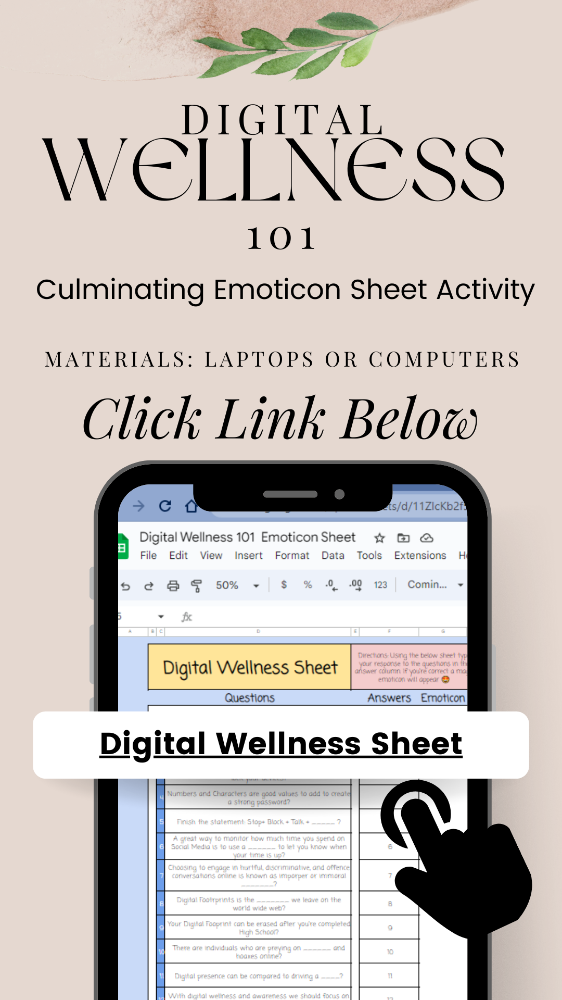 DIGITAL
WELLNESS
101
Culminating Emoticon Sheet Activity
MATERIALS: LAPTOPS OR COMPUTERS
Click Link Below
ets/d/11ZlcKb2f
Digital Wellness 101 Emoticon Sheet
File Edit View Insert Format Data Tools Extensions He
50% $ % .0 .00 123 Comin...
fx
A B C D E F G
Digital Wellness Sheet
Directions: Using the below sheet typ
your response to the questions in th
answer column. If you're correct a mag
emoticon will appear 😍
Questions Answers Emoticon
Digital Wellness Sheet
lock your devices?
4 Numbers and Characters are good values to add to create
a strong password?
5 Finish the statement: Stop+ Block + Talk + _____ ?
6 A great way to monitor how much time you spend on
Social Media is to use a ______ to let you know when
your time is up?
6
7 Choosing to engage in hurtful, discriminative, and offence
conversations online is known as imporper or immoral
_______?
7
8 Digital Footrprints is the _______ we leave on the
world wide web?
8
9 Your Digital Fooprint can be erased after you're completed
High School?
9
10 There are individuals who are preying on ______ and
hoaxes online?
10
11 Digital presence can be compared to driving a ____?
11
12 With digital wellness and awareness we should focus on
12